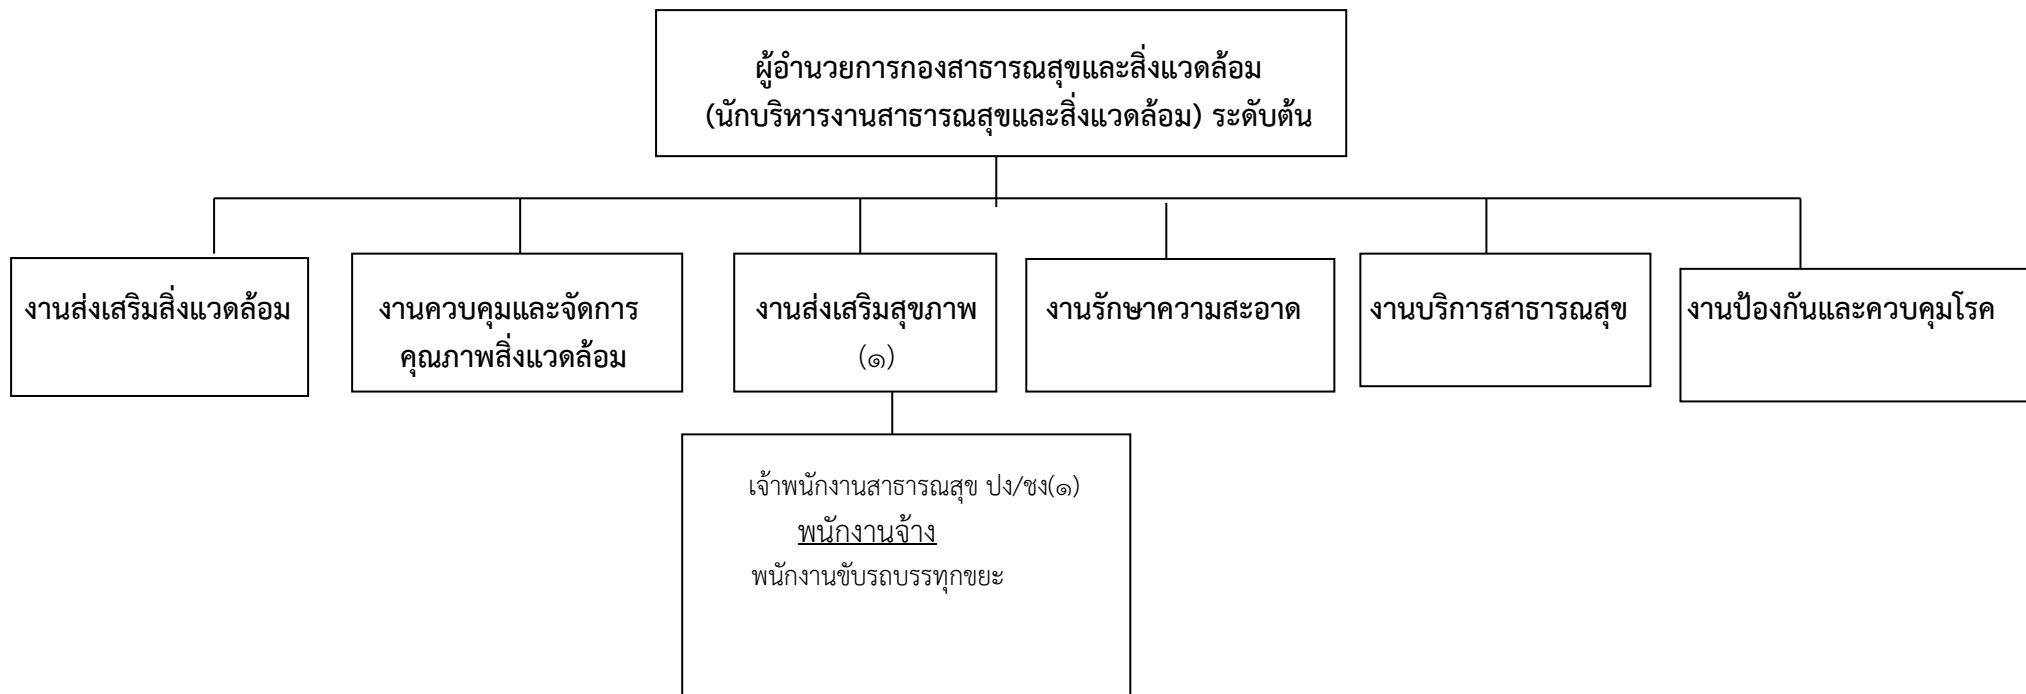 ผู้อำนวยการกองสาธารณสุขและสิ่งแวดล้อม
(นักบริหารงานสาธารณสุขและสิ่งแวดล้อม) ระดับต้น
งานส่งเสริมสิ่งแวดล้อม
งานควบคุมและจัดการ
คุณภาพสิ่งแวดล้อม
งานส่งเสริมสุขภาพ
(๑)
งานรักษาความสะอาด
งานบริการสาธารณสุข
งานป้องกันและควบคุมโรค
เจ้าพนักงานสาธารณสุข ปง/ชง(๑)
พนักงานจ้าง
พนักงานขับรถบรรทุกขยะ